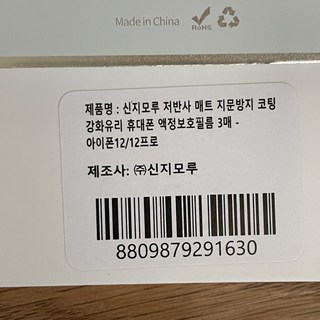 Made in China
RoHS
제품명 : 신지모루 저반사 매트 지문방지 코팅
강화유리 휴대폰 액정보호필름 3매 -
아이폰12/12프로
제조사: ㈜신지모루
8809879291630